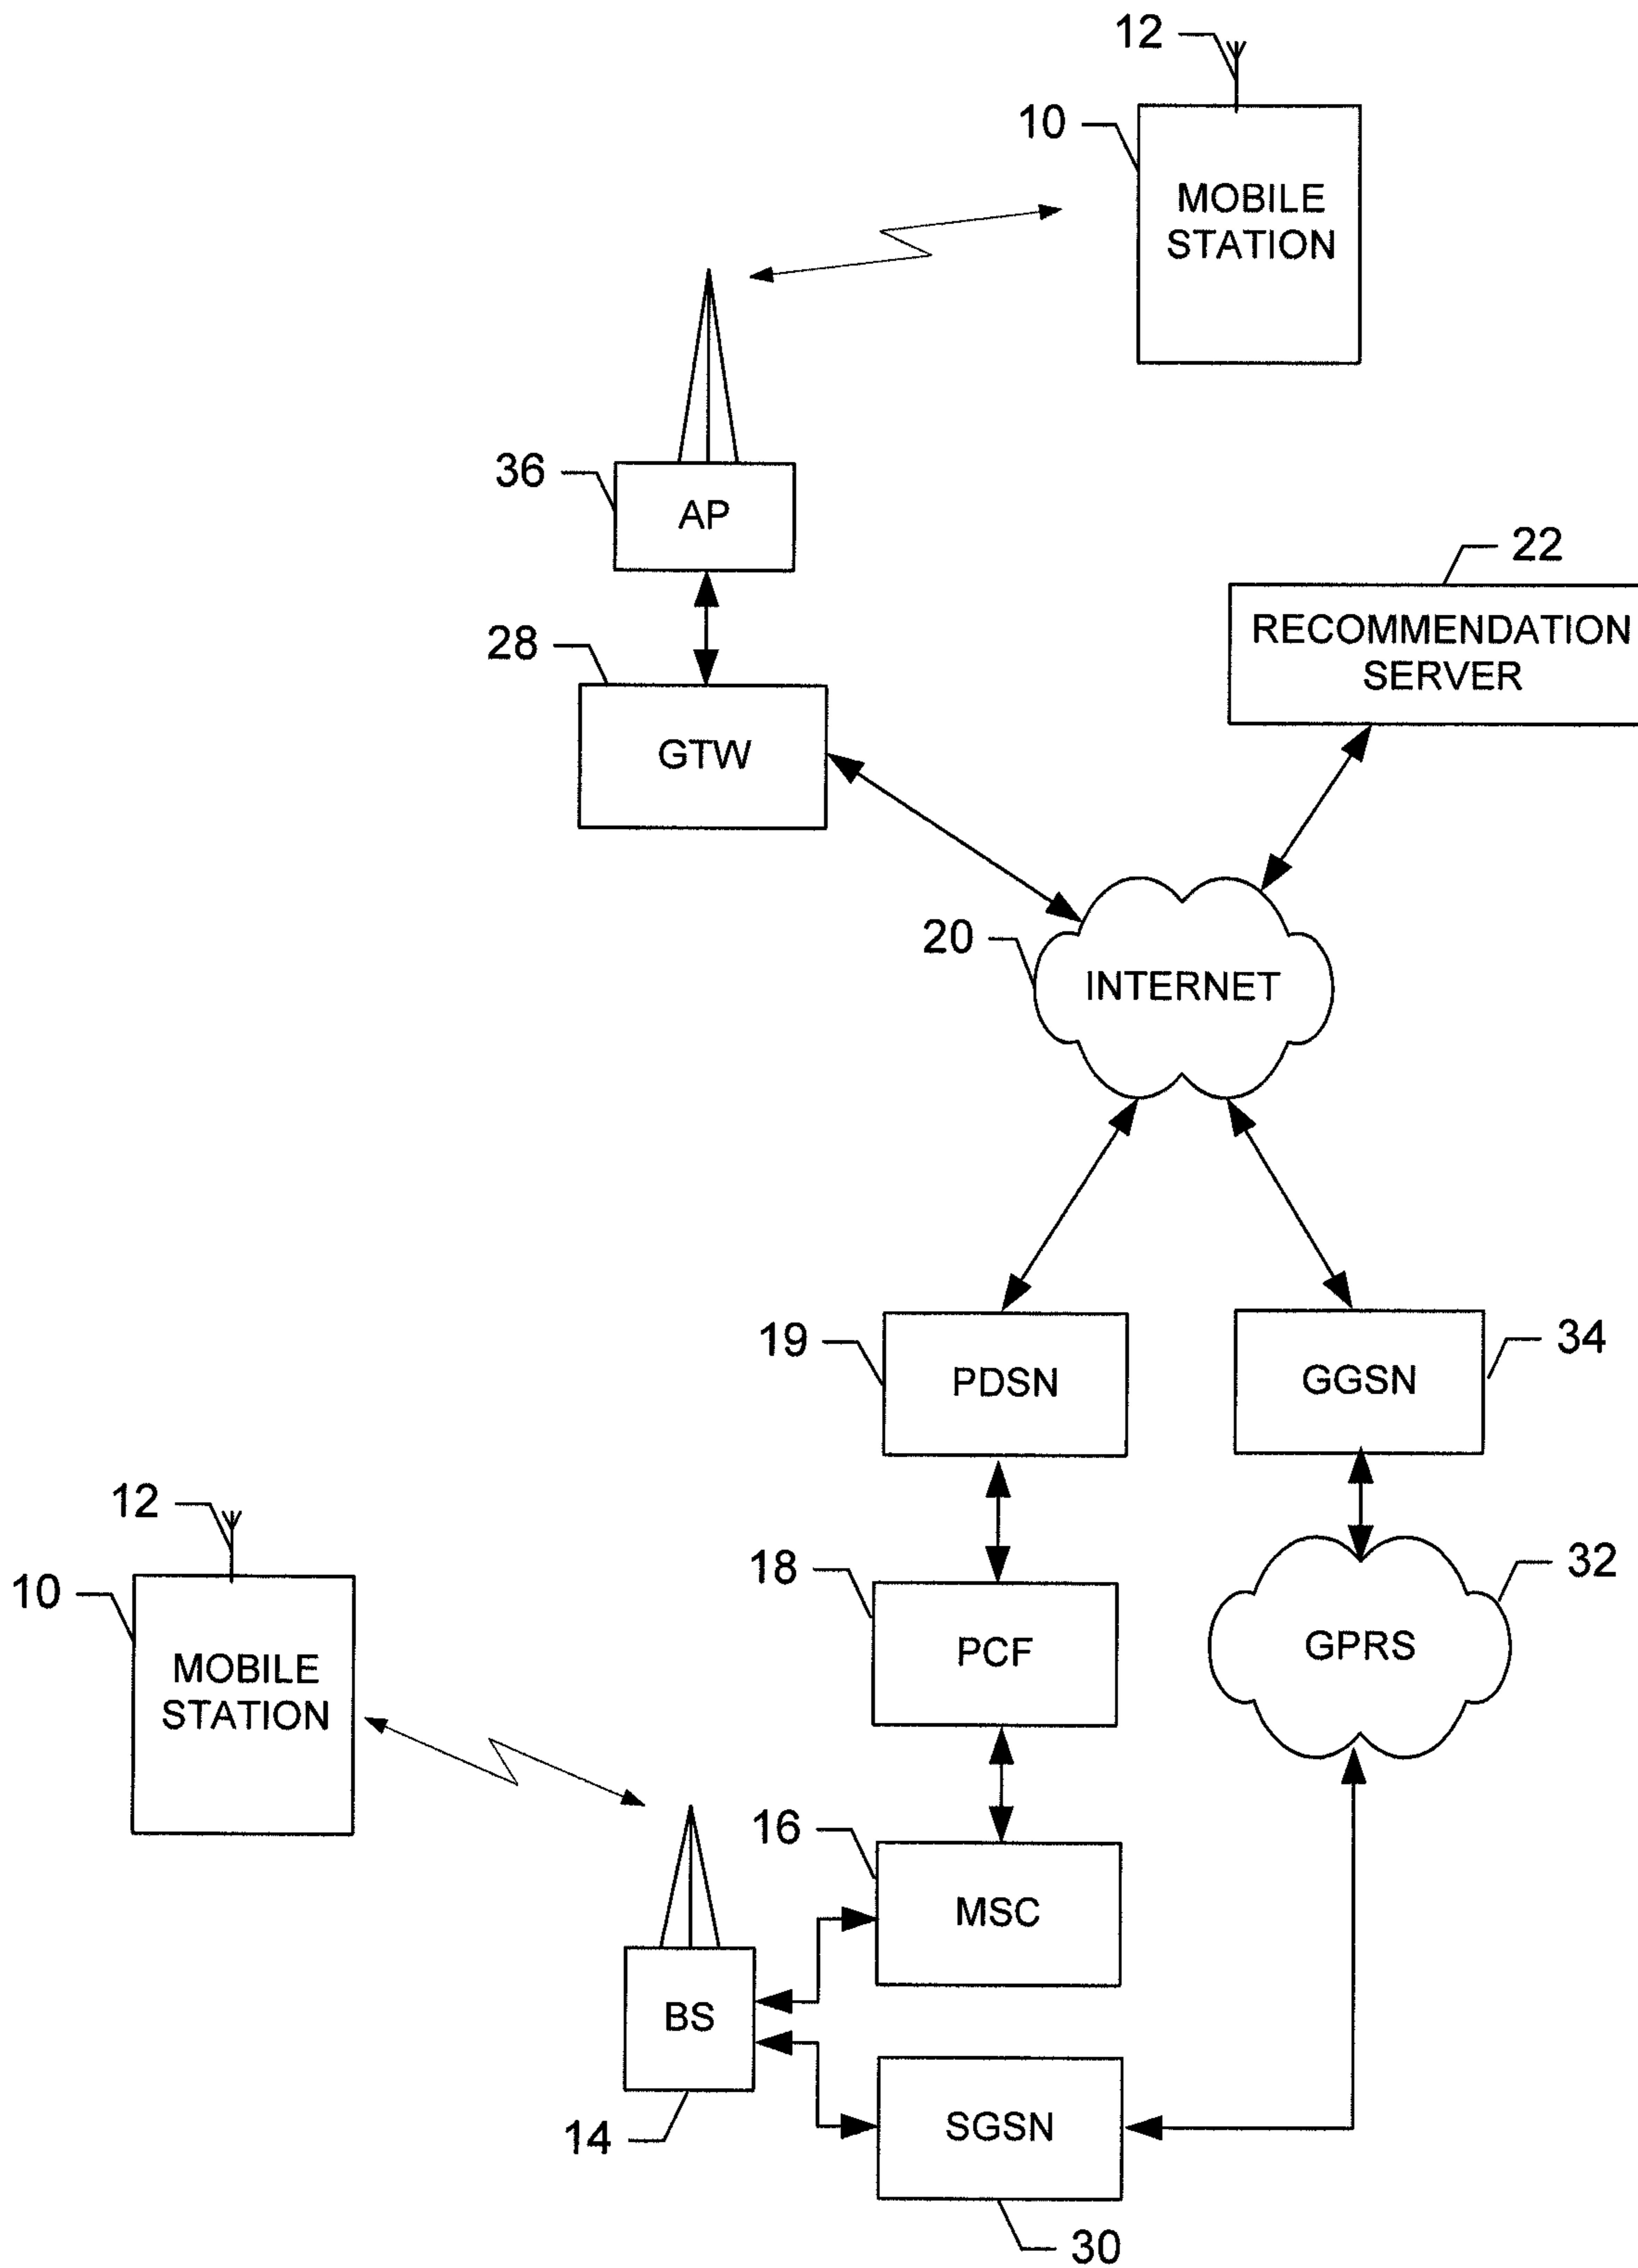 12
10
MOBILE
STATION
36
AP
22
RECOMMENDATION
SERVER
28
GTW
20
INTERNET
19
PDSN
34
GGSN
12
10
MOBILE
STATION
18
PCF
32
GPRS
16
MSC
BS
14
SGSN
30